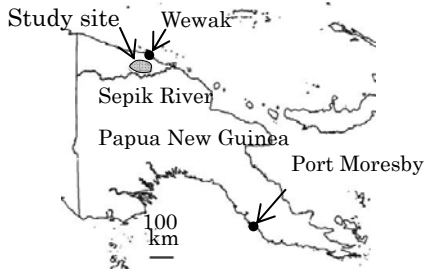 Study site
Wewak
Sepik River
Papua New Guinea
Port Moresby
100
km